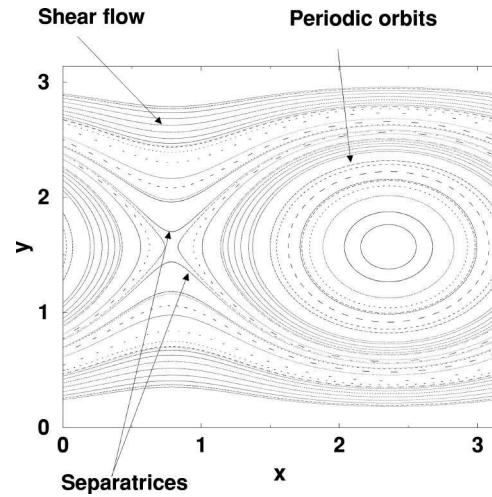 Shear flow
Periodic orbits
3
2
y
1
0
0
1
2
3
x
Separatrices